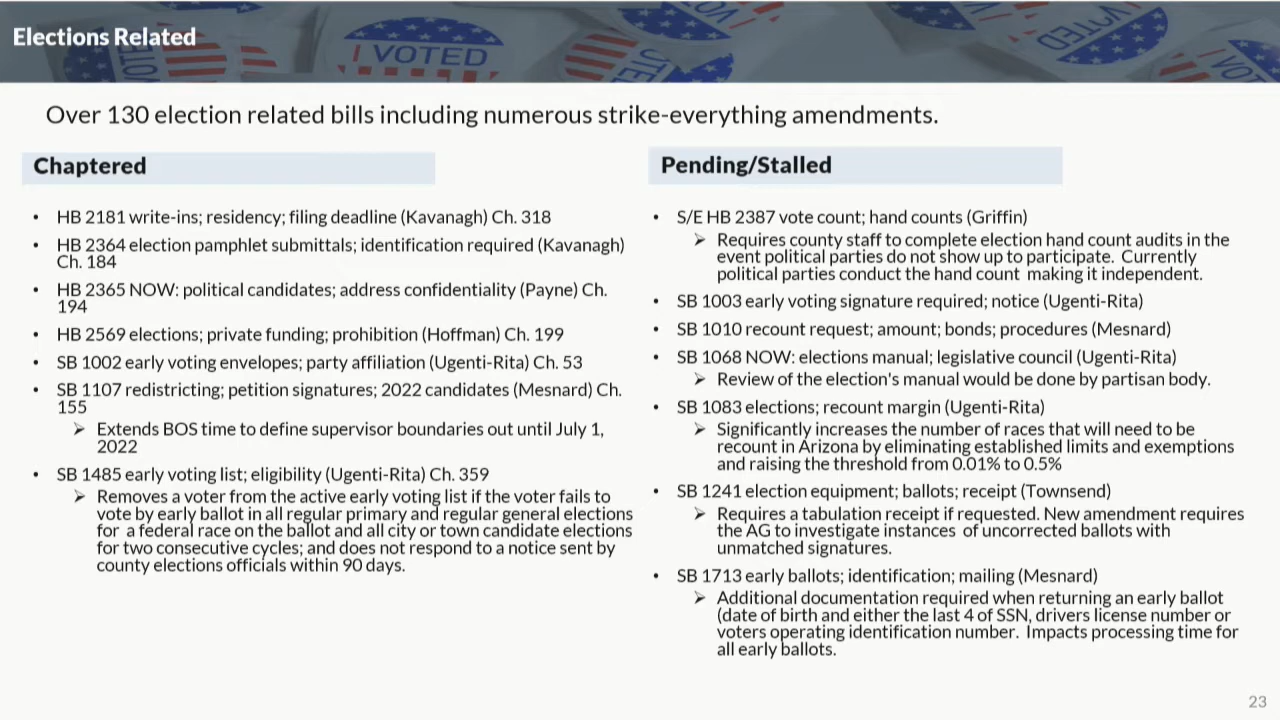 Elections Related
I VOTED
Over 130 election related bills including numerous strike-everything amendments.
Chaptered
• HB 2181 write-ins; residency; filing deadline (Kavanagh) Ch. 318
• HB 2364 election pamphlet submittals; identification required (Kavanagh)
Ch. 184
• HB 2365 NOW: political candidates; address confidentiality (Payne) Ch.
194
• HB 2569 elections; private funding; prohibition (Hoffman) Ch. 199
• SB 1002 early voting envelopes; party affiliation (Ugenti-Rita) Ch. 53
• SB 1107 redistricting; petition signatures; 2022 candidates (Mesnard) Ch.
155
➢ Extends BOS time to define supervisor boundaries out until July 1,
2022
• SB 1485 early voting list; eligibility (Ugenti-Rita) Ch. 359
➢ Removes a voter from the active early voting list if the voter fails to
vote by early ballot in all regular primary and regular general elections
for a federal race on the ballot and all city or town candidate elections
for two consecutive cycles; and does not respond to a notice sent by
county elections officials within 90 days.
Pending/Stalled
• S/E HB 2387 vote count; hand counts (Griffin)
➢ Requires county staff to complete election hand count audits in the
event political parties do not show up to participate. Currently
political parties conduct the hand count making it independent.
• SB 1003 early voting signature required; notice (Ugenti-Rita)
• SB 1010 recount request; amount; bonds; procedures (Mesnard)
• SB 1068 NOW: elections manual; legislative council (Ugenti-Rita)
➢ Review of the election's manual would be done by partisan body.
• SB 1083 elections; recount margin (Ugenti-Rita)
➢ Significantly increases the number of races that will need to be
recount in Arizona by eliminating established limits and exemptions
and raising the threshold from 0.01% to 0.5%
• SB 1241 election equipment; ballots; receipt (Townsend)
➢ Requires a tabulation receipt if requested. New amendment requires
the AG to investigate instances of uncorrected ballots with
unmatched signatures.
• SB 1713 early ballots; identification; mailing (Mesnard)
➢ Additional documentation required when returning an early ballot
(date of birth and either the last 4 of SSN, drivers license number or
voters operating identification number. Impacts processing time for
all early ballots.
23